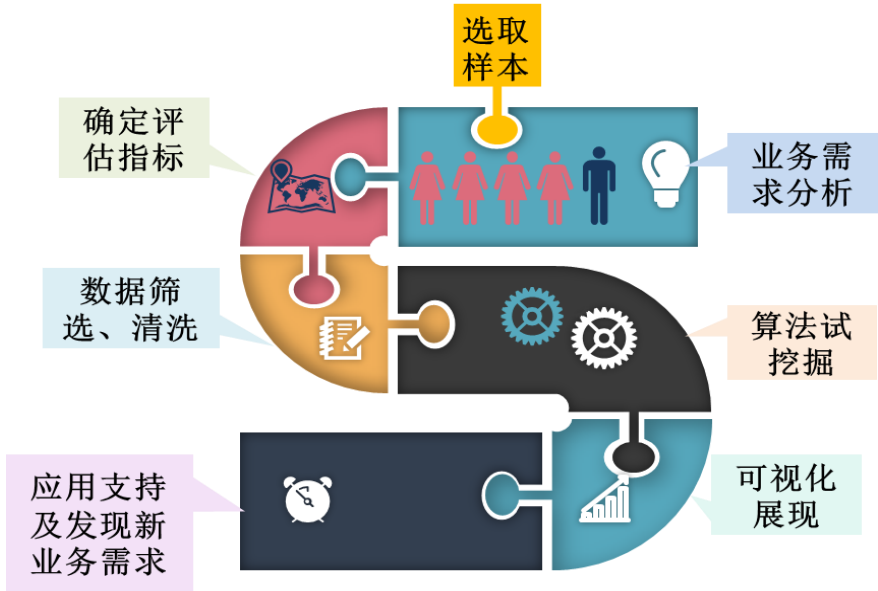 选取
样本
确定评
估指标
业务需
求分析
数据筛
选、清洗
算法试
挖掘
应用支持
及发现新
业务需求
可视化
展现